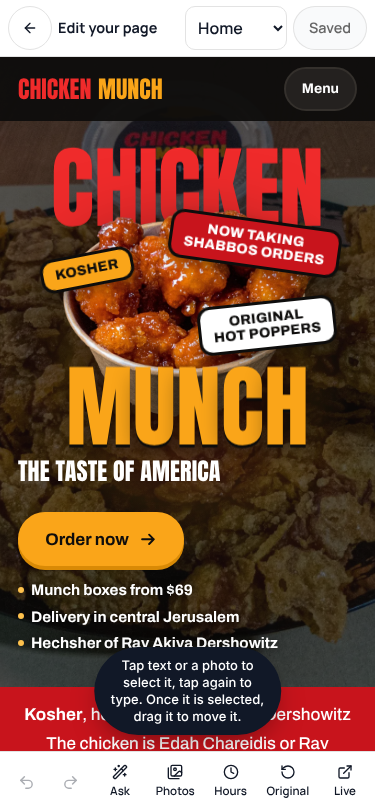 Edit your page
Home
Saved
CHICKEN MUNCH
Menu
CHICKEN
CHICKEN
NOW TAKING
SHABBOS ORDERS
KOSHER
ORIGINAL
HOT POPPERS
MUNCH
THE TASTE OF AMERICA
Order now
Munch boxes from $69
Delivery in central Jerusalem
Hechsher of Rav Akiva Dershowitz
Tap text or a photo to
select it, tap again to
type. Once it is selected,
drag it to move it.
Kosher,
Dershowitz
The chicken is Edah Chareidis or Rav
Ask
Photos
Hours
Original
Live